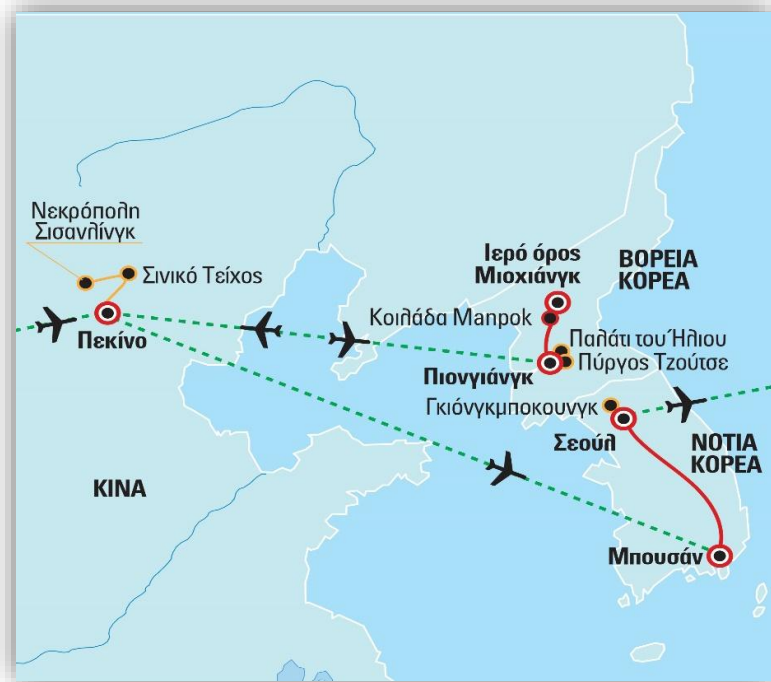 Νεκρόπολη
Σισανλίνγκ
Σινικό Τείχος
Πεκίνο
Ιερό όρος
Μιοχιάνγκ
ΒΟΡΕΙΑ
ΚΟΡΕΑ
Κοιλάδα Manpok
Παλάτι του Ήλιου
Πύργος Τζούτσε
Πιονγιάνγκ
Γκιόνγκμποκουνγκ
Σεούλ
ΝΟΤΙΑ
ΚΟΡΕΑ
ΚΙΝΑ
Μπουσάν